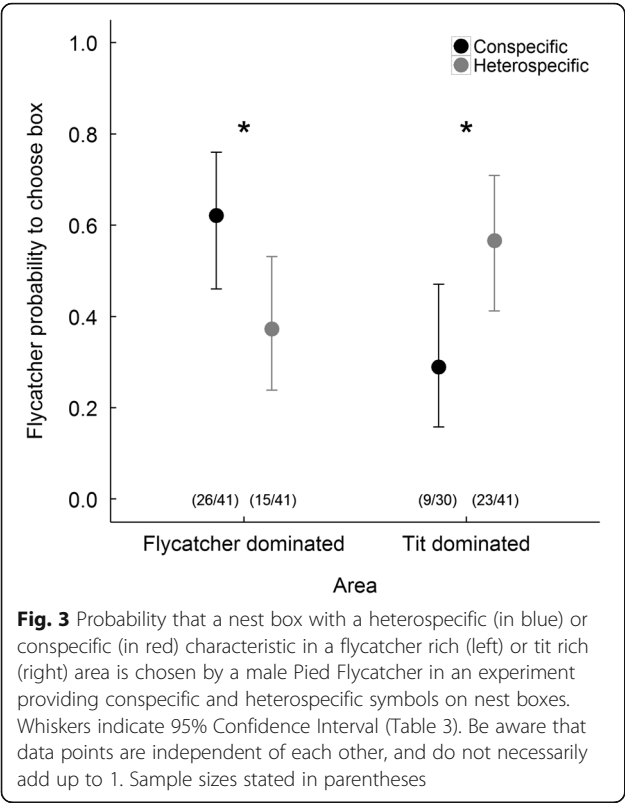 1.0
Conspecific
Heterospecific
0.8
* *
0.6
0.4
0.2
0.0
Flycatcher probability to choose box
(26/41) (15/41) (9/30) (23/41)
Flycatcher dominated Tit dominated
Area
Fig. 3 Probability that a nest box with a heterospecific (in blue) or
conspecific (in red) characteristic in a flycatcher rich (left) or tit rich
(right) area is chosen by a male Pied Flycatcher in an experiment
providing conspecific and heterospecific symbols on nest boxes.
Whiskers indicate 95% Confidence Interval (Table 3). Be aware that
data points are independent of each other, and do not necessarily
add up to 1. Sample sizes stated in parentheses